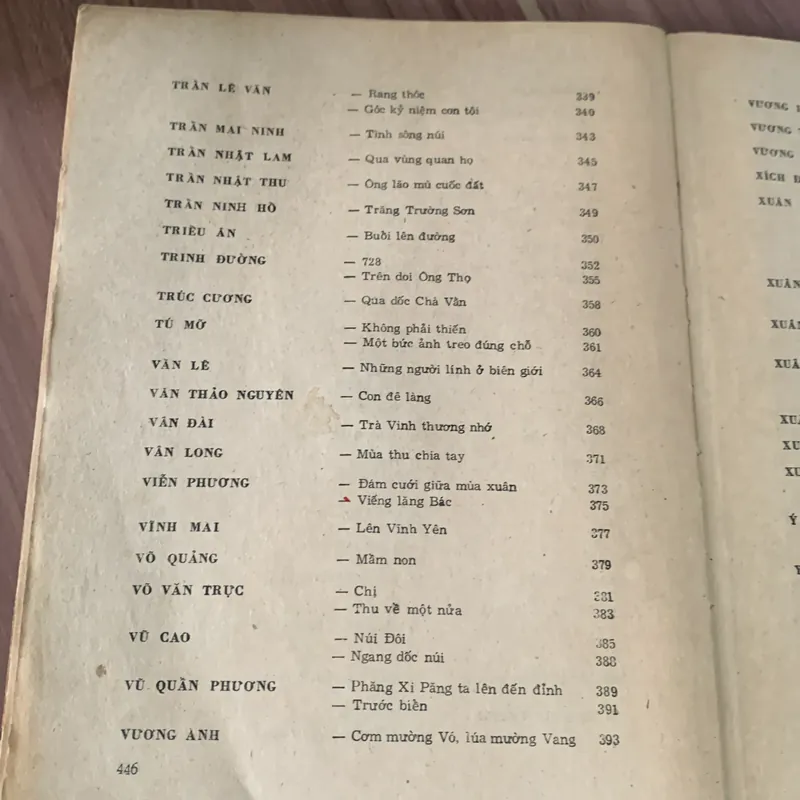 TRẦN LÊ VĂN — Rang thóc 339
— Góc kỷ niệm con tôi 340
TRẦN MAI NINH — Tình sông núi 343
TRẦN NHẬT LAM — Qua vùng quan họ 345
TRẦN NHẬT THU — Ông lão mù cuốc đất 347
TRẦN NINH HỒ — Trăng Trường Sơn 349
TRIỀU ÂN — Buổi lên đường 350
TRINH ĐƯỜNG — 728 352
— Trên doi Ông Thọ 355
TRÚC CƯƠNG — Qua dốc Chà Vằn 358
TÚ MỠ — Không phải thiến 360
— Một bức ảnh treo đúng chỗ 361
VĂN LÊ — Những người lính ở biên giới 364
VĂN THẢO NGUYÊN — Con đê làng 366
VÂN ĐÀI — Trà Vinh thương nhớ 368
VÂN LONG — Mùa thu chia tay 371
VIỄN PHƯƠNG — Đám cưới giữa mùa xuân 373
— Viếng lăng Bác 375
VĨNH MAI — Lên Vĩnh Yên 377
VÕ QUẢNG — Mầm non 379
VÕ VĂN TRỰC — Chị 381
— Thu về một nửa 383
VŨ CAO — Núi Đôi 385
— Ngang dốc núi 388
VŨ QUẦN PHƯƠNG — Phăng Xi Păng ta lên đến đỉnh 389
— Trước biển 391
VƯƠNG ANH — Cơm mường Vó, lúa mường Vang 393
446
VƯƠNG
VƯƠNG
VƯƠNG
XÍCH
XUÂN
XUÂN
XUÂN
Ý